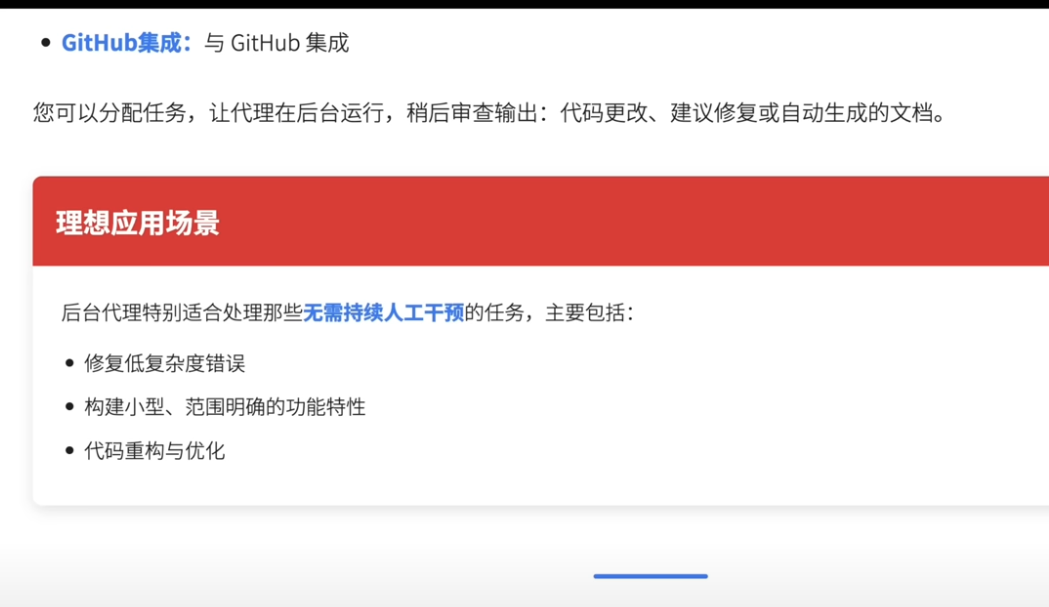 • GitHub集成：与 GitHub 集成
您可以分配任务，让代理在后台运行，稍后审查输出：代码更改、建议修复或自动生成的文档。
理想应用场景
后台代理特别适合处理那些无需持续人工干预的任务，主要包括：
• 修复低复杂度错误
• 构建小型、范围明确的功能特性
• 代码重构与优化